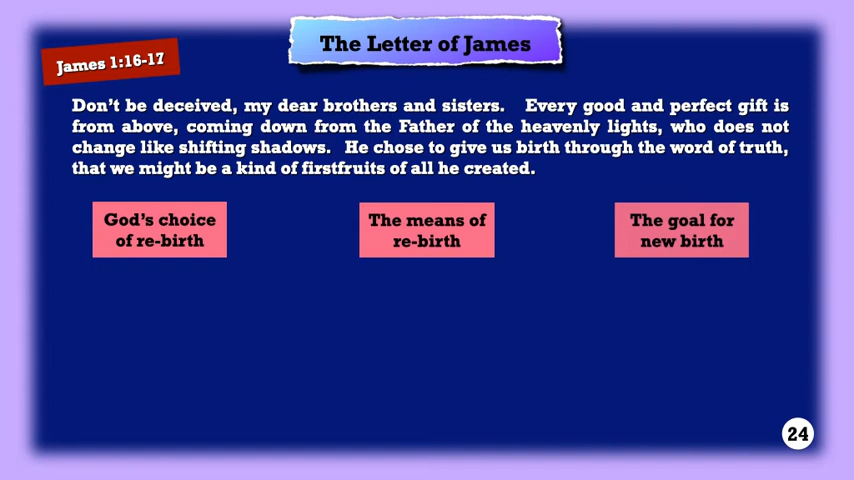 The Letter of James
James 1:16-17
Don't be deceived, my dear brothers and sisters. Every good and perfect gift is
from above, coming down from the Father of the heavenly lights, who does not
change like shifting shadows. He chose to give us birth through the word of truth,
that we might be a kind of firstfruits of all he created.
God's choice
of re-birth
The means of
re-birth
The goal for
new birth
24